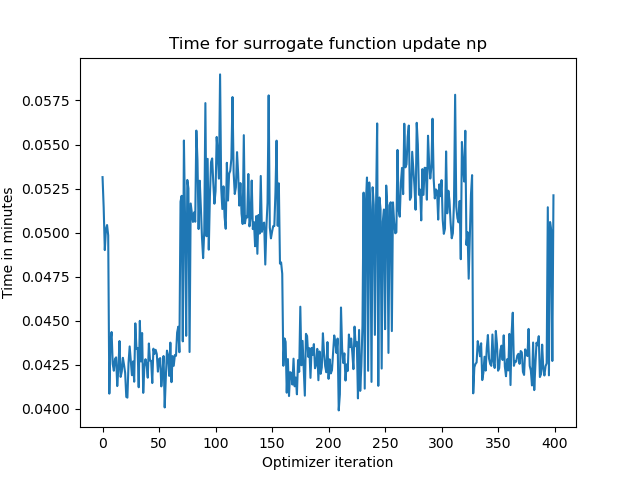 Time for surrogate function update np
0.0575
0.0550
0.0525
0.0500
0.0475
0.0450
0.0425
0.0400
Time in minutes
0 50 100 150 200 250 300 350 400
Optimizer iteration